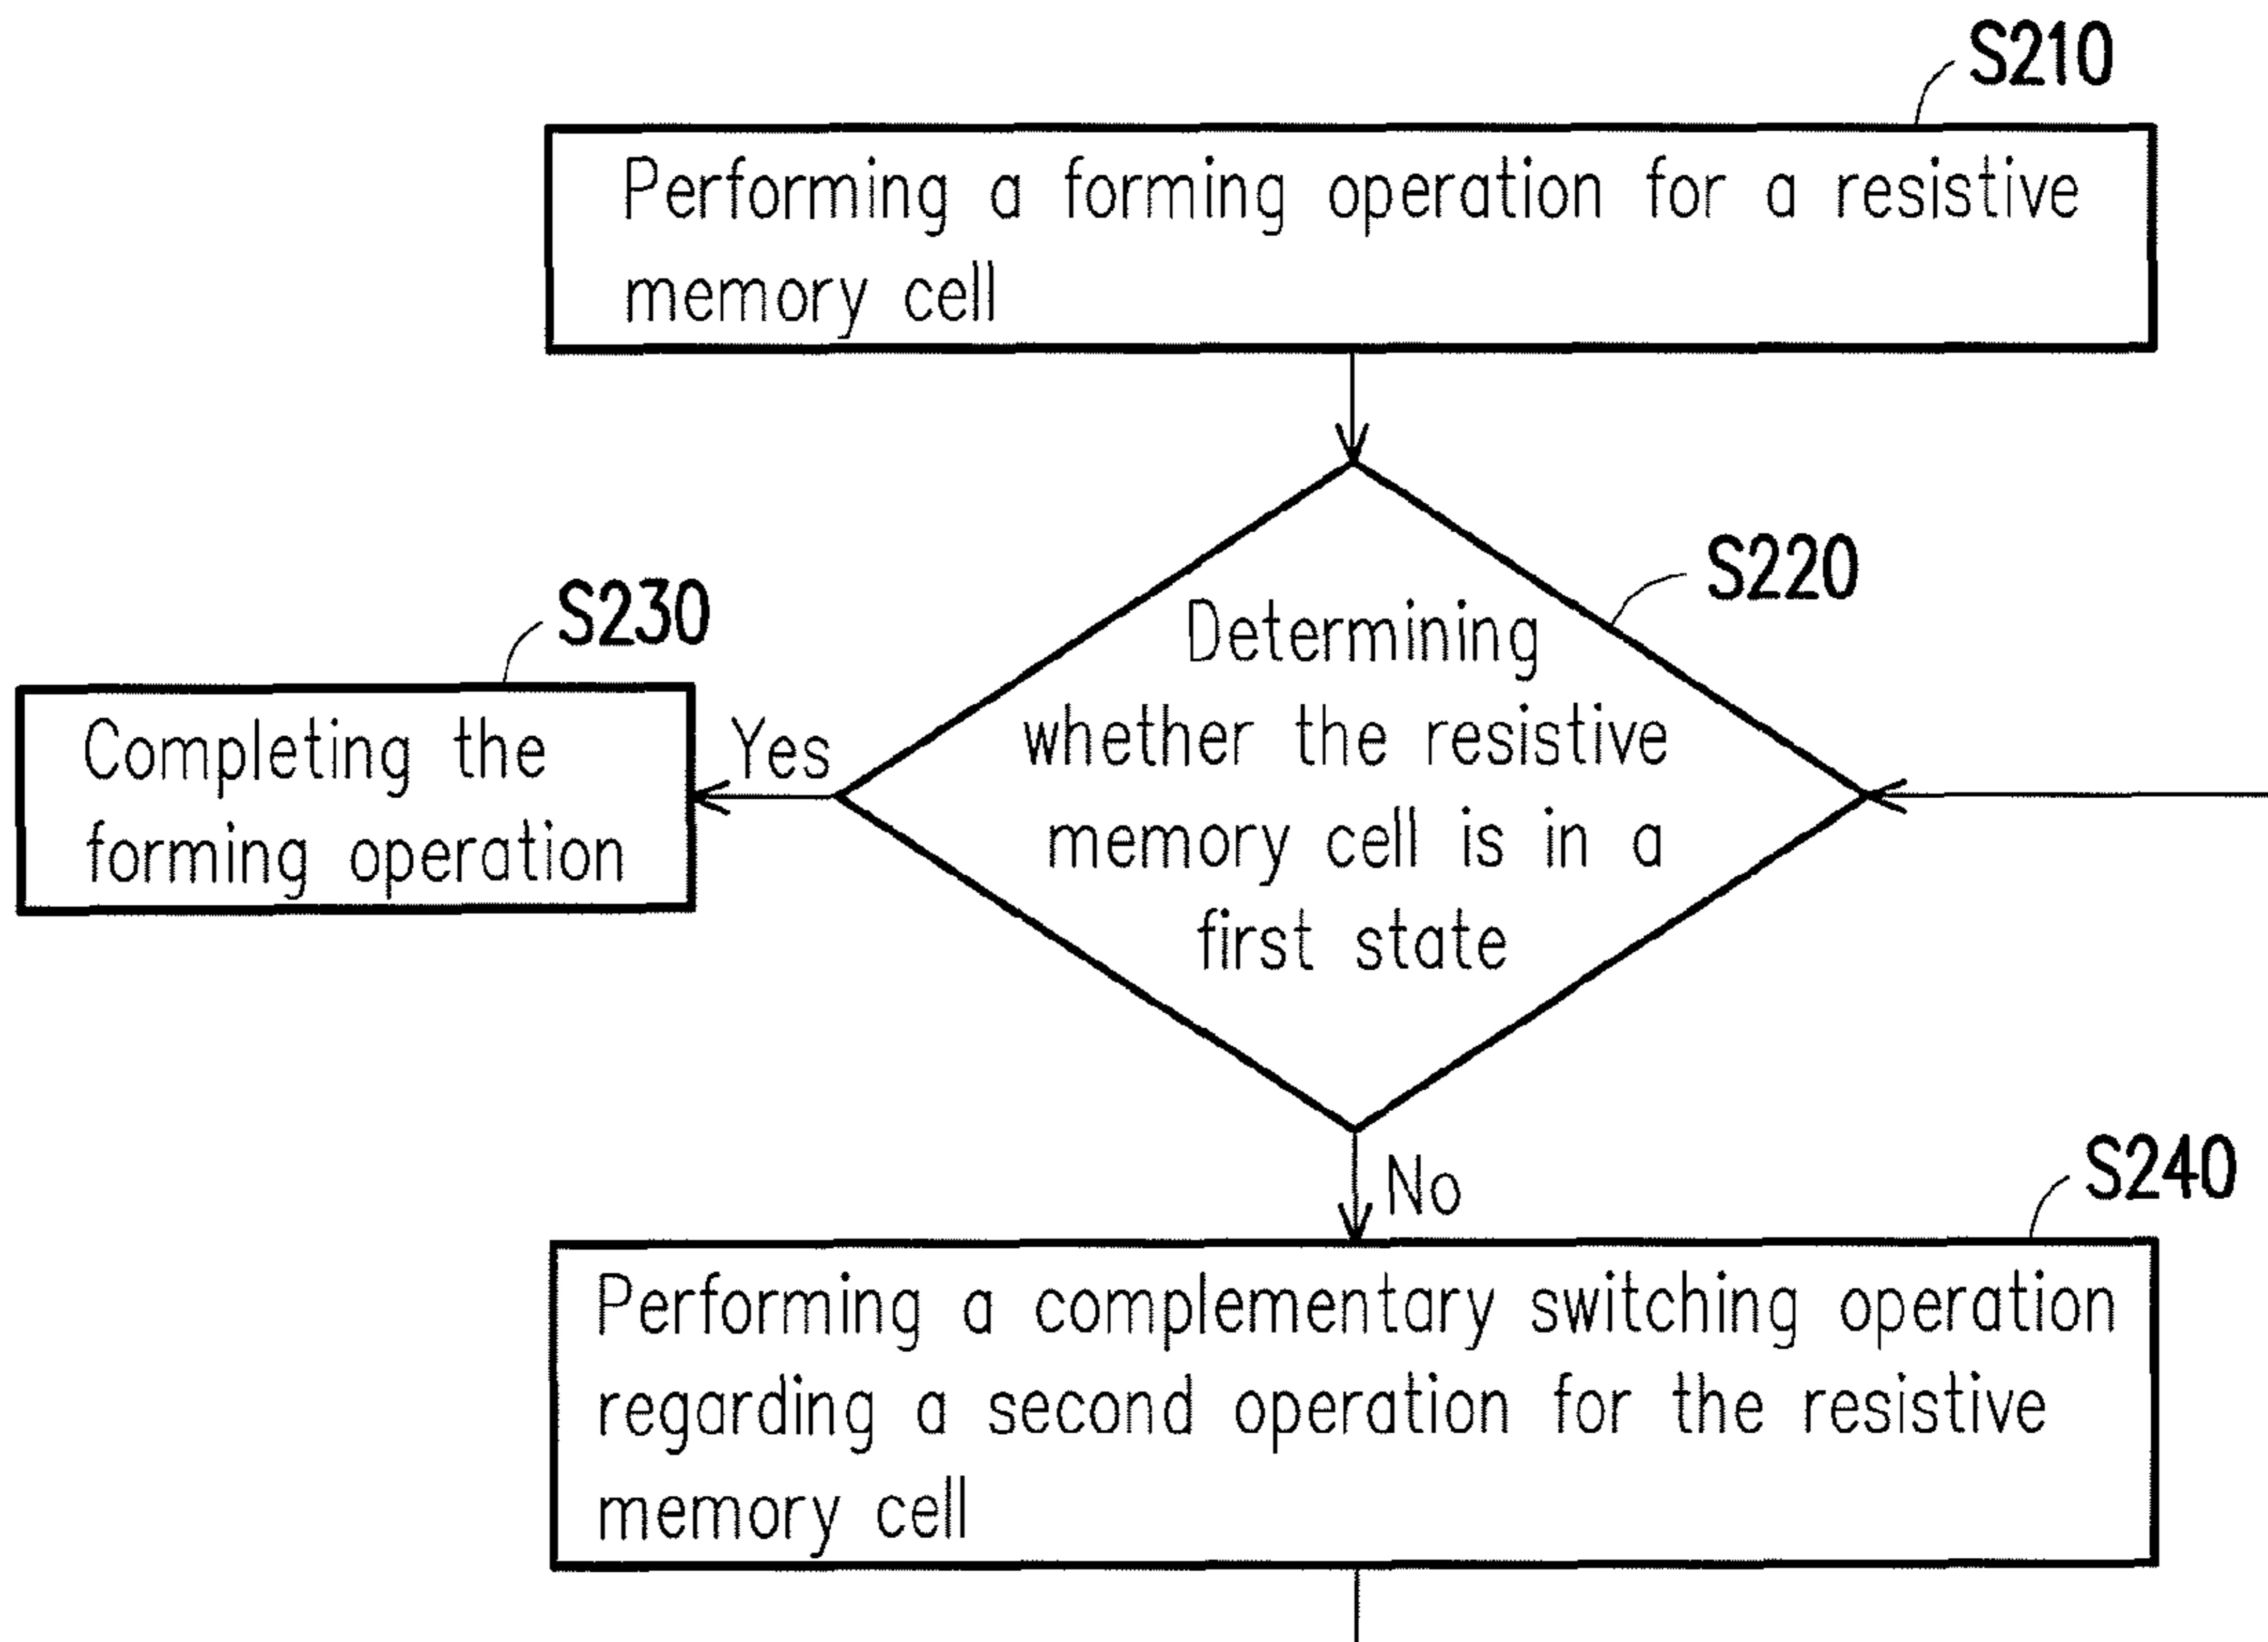 S210
Performing a forming operation for a resistive
memory cell
S220
Determining
whether the resistive
memory cell is in a
first state
S230
Yes
Completing the
forming operation
No
S240
Performing a complementary switching operation
regarding a second operation for the resistive
memory cell